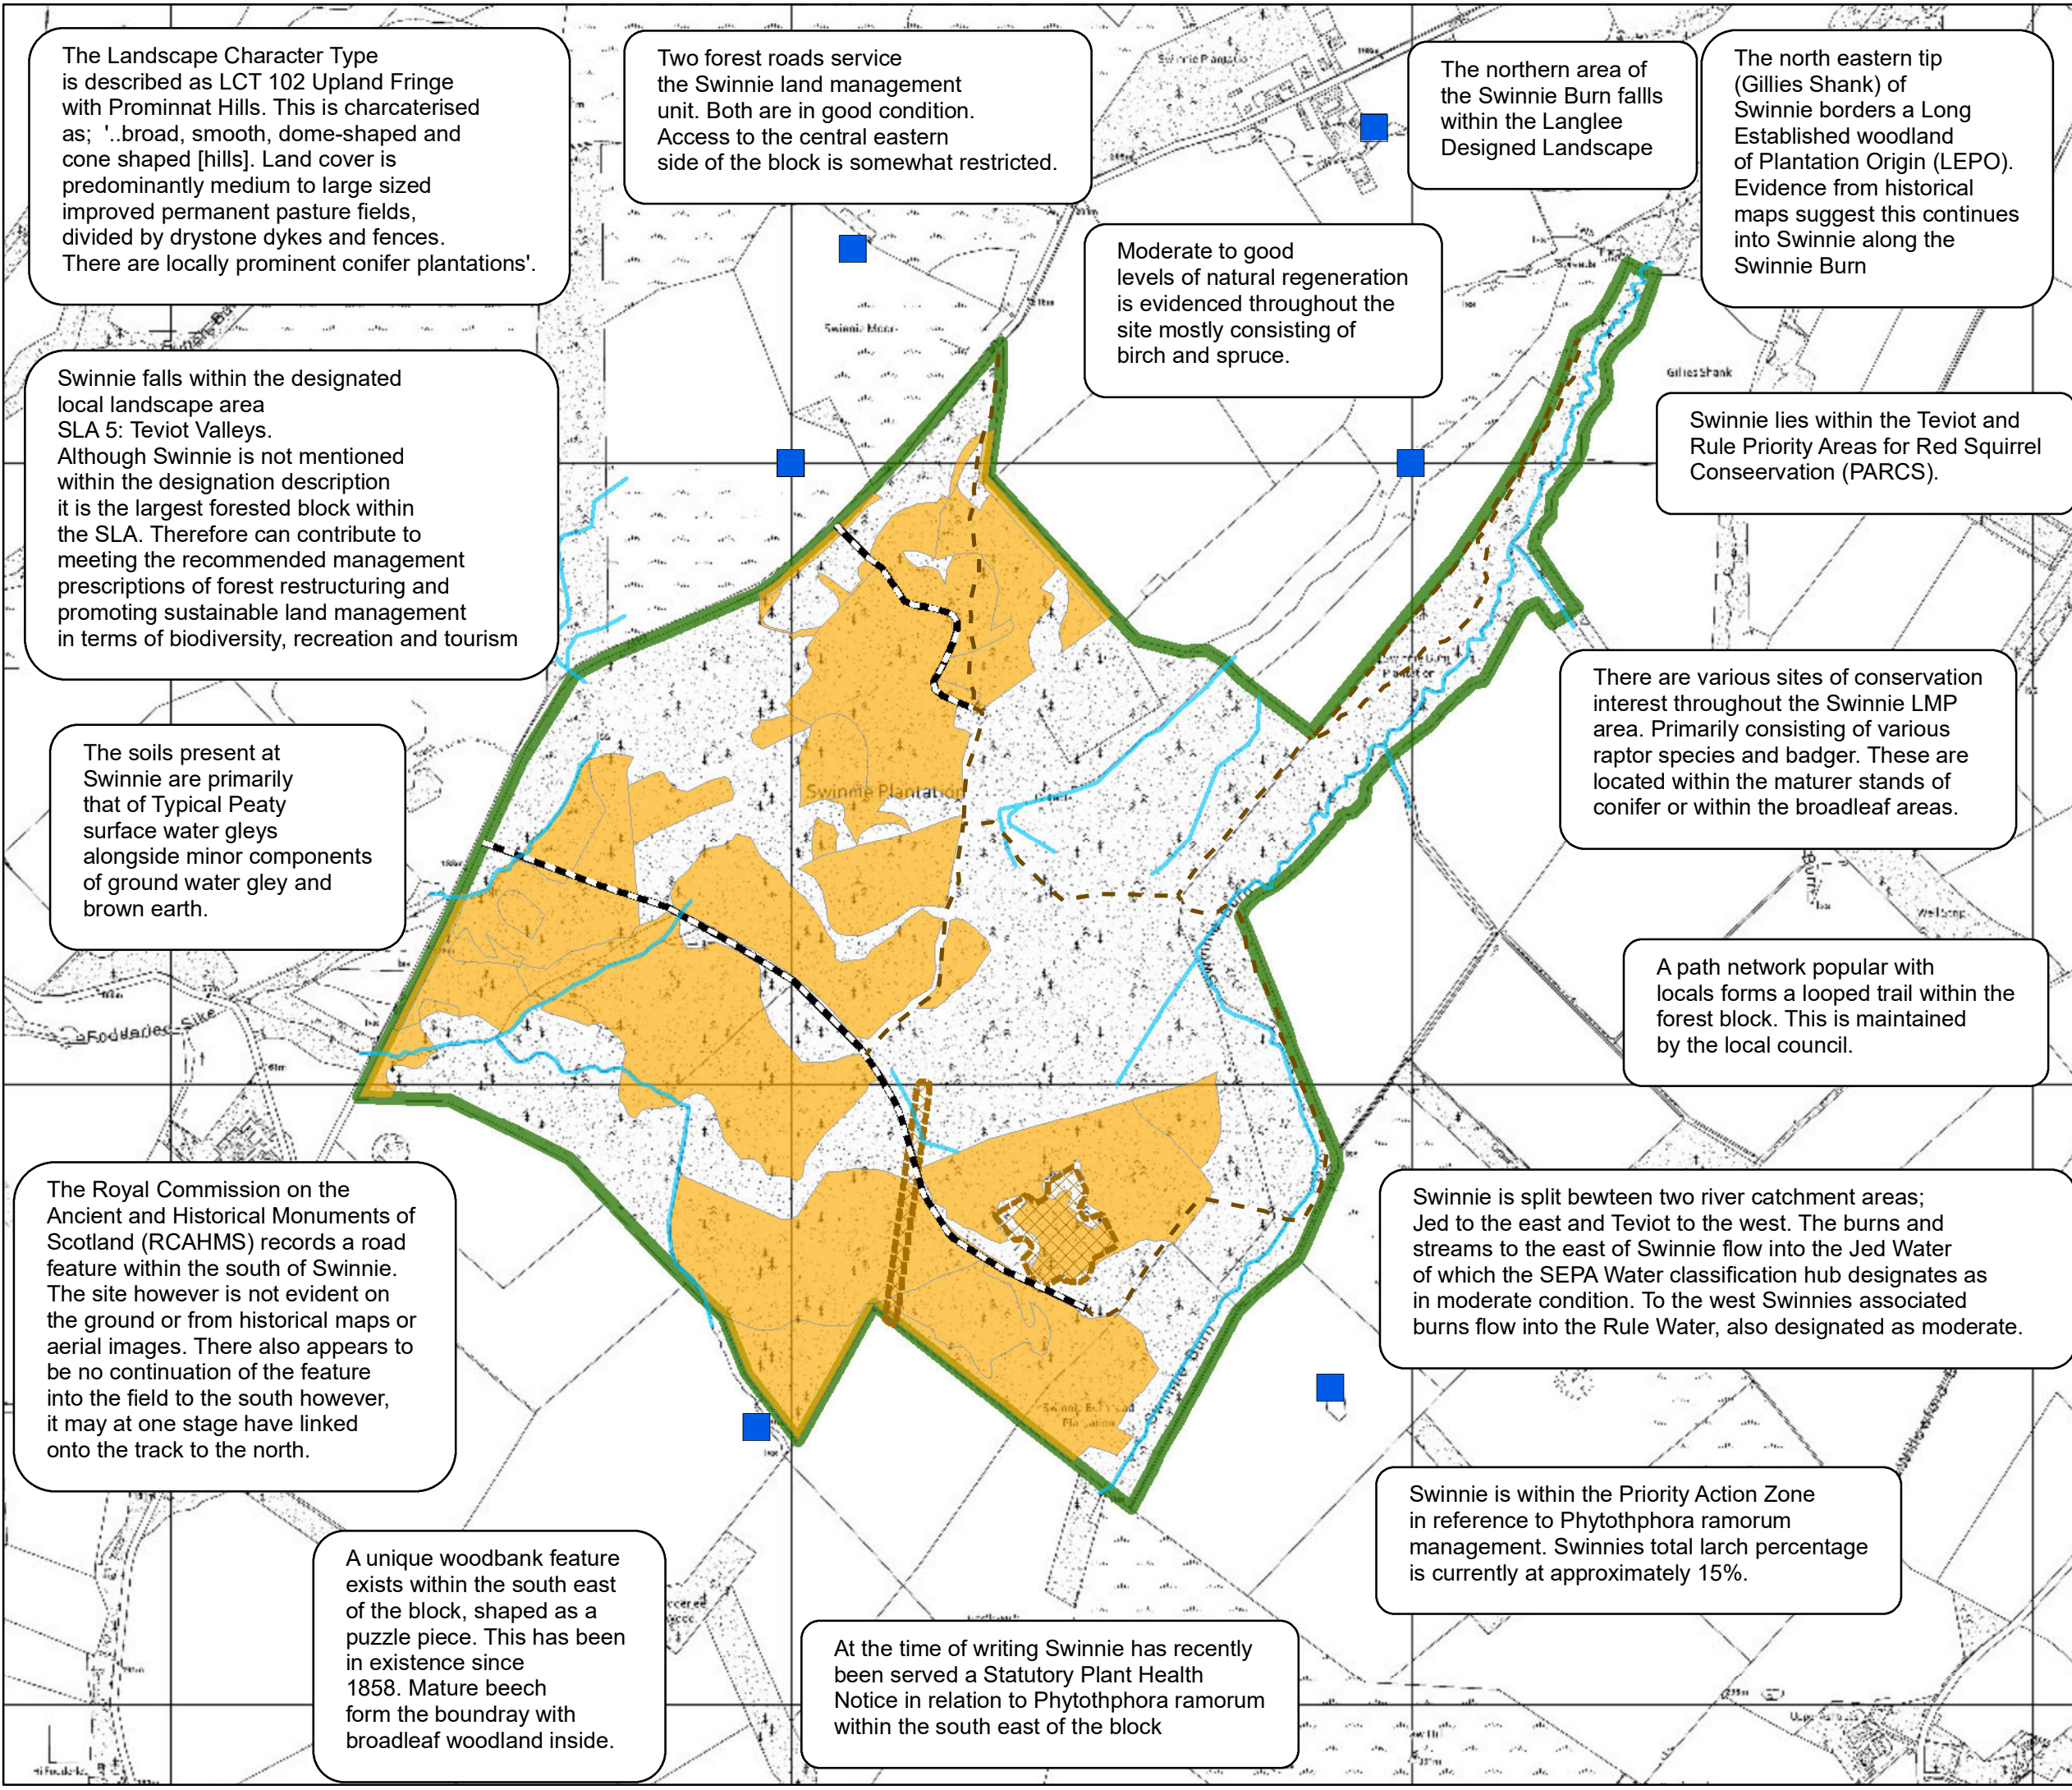 The Landscape Character Type
is described as LCT 102 Upland Fringe
with Prominnat Hills. This is charcaterised
as;  '..broad, smooth, dome-shaped and
cone shaped [hills]. Land cover is
predominantly medium to large sized
improved permanent pasture fields,
divided by drystone dykes and fences.
There are locally prominent conifer plantations'.
Two forest roads service
the Swinnie land management
unit. Both are in good condition.
Access to the central eastern
side of the block is somewhat restricted.
The northern area of
the Swinnie Burn fallls
within the Langlee
Designed Landscape
The north eastern tip
(Gillies Shank) of
Swinnie borders a Long
Established woodland
of Plantation Origin (LEPO).
Evidence from historical
maps suggest this continues
into Swinnie along the
Swinnie Burn
Moderate to good
levels of natural regeneration
is evidenced throughout the
site mostly consisting of
birch and spruce.
Swinnie Plantation
Swinnie Moor
Gillies Shank
Swinnie falls within the designated
local landscape area
SLA 5: Teviot Valleys.
Although Swinnie is not mentioned
within the designation description
it is the largest forested block within
the SLA. Therefore can contribute to
meeting the recommended management
prescriptions of forest restructuring and
promoting sustainable land management
in terms of biodiversity, recreation and tourism
Swinnie lies within the Teviot and
Rule Priority Areas for Red Squirrel
Conseervation (PARCS).
Swinnie Burn
Plantation
There are various sites of conservation
interest throughout the Swinnie LMP
area. Primarily consisting of various
raptor species and badger. These are
located within the maturer stands of
conifer or within the broadleaf areas.
The soils present at
Swinnie are primarily
that of Typical Peaty
surface water gleys
alongside minor components
of ground water gley and
brown earth.
Swinnie Plantation
Burn
Well Strip
A path network popular with
locals forms a looped trail within the
forest block. This is maintained
by the local council.
Fodderlee Sike
The Royal Commission on the
Ancient and Historical Monuments of
Scotland (RCAHMS) records a road
feature within the south of Swinnie.
The site however is not evident on
the ground or from historical maps or
aerial images. There also appears to
be no continuation of the feature
into the field to the south however,
it may at one stage have linked
onto the track to the north.
Swinnie is split bewteen two river catchment areas;
Jed to the east and Teviot to the west. The burns and
streams to the east of Swinnie flow into the Jed Water
of which the SEPA Water classification hub designates as
in moderate condition. To the west Swinnies associated
burns flow into the Rule Water, also designated as moderate.
Swinnie Burn
Plantation
Swinnie is within the Priority Action Zone
in reference to Phytothphora ramorum
management. Swinnies total larch percentage
is currently at approximately 15%.
A unique woodbank feature
exists within the south east
of the block, shaped as a
puzzle piece. This has been
in existence since
1858. Mature beech
form the boundray with
broadleaf woodland inside.
At the time of writing Swinnie has recently
been served a Statutory Plant Health
Notice in relation to Phytothphora ramorum
within the south east of the block